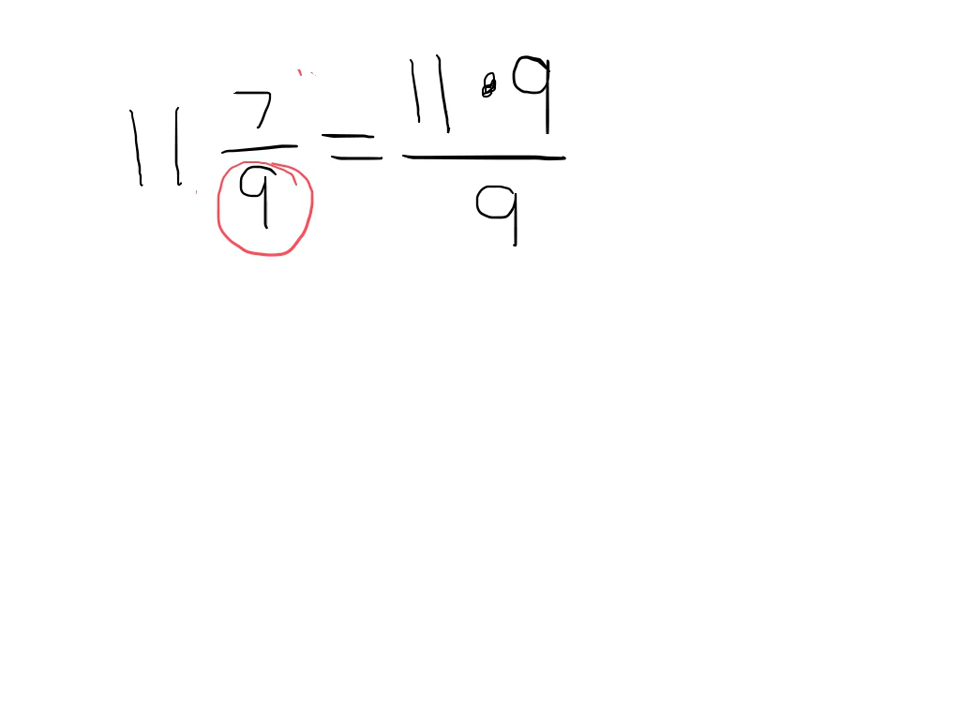 11 7/9 = 11 • 9/9